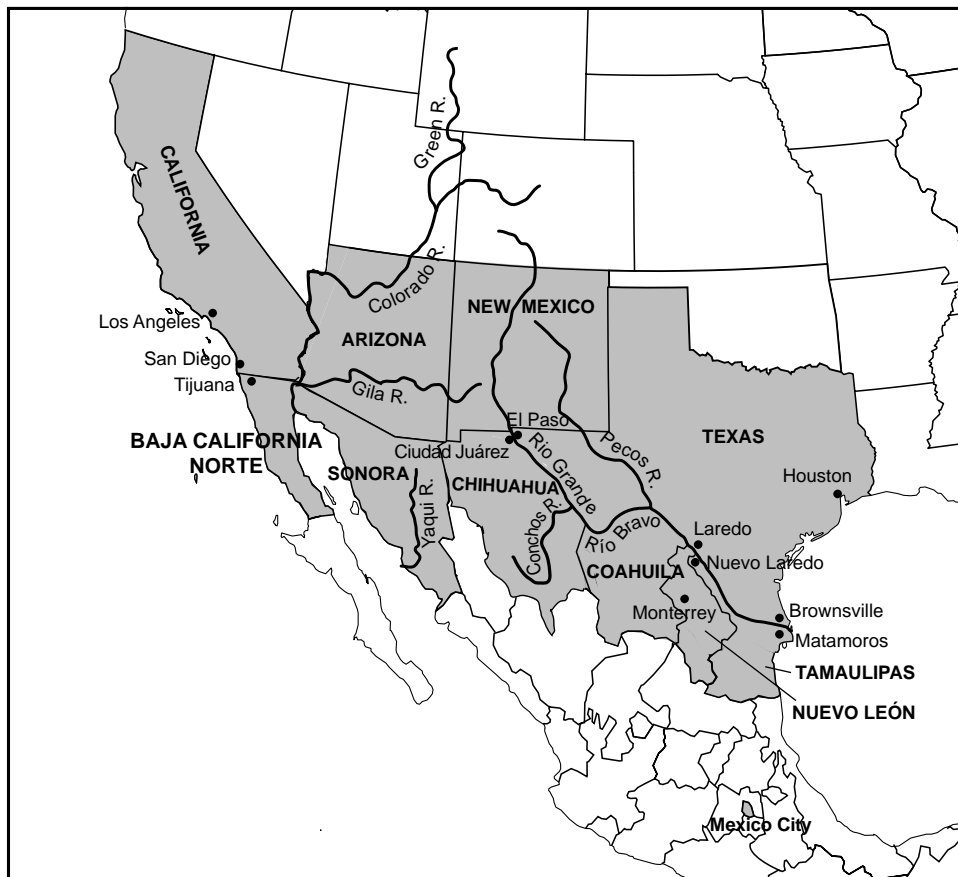 Green R.
CALIFORNIA
Colorado R.
NEW MEXICO
Los Angeles
ARIZONA
San Diego
Tijuana
Gila R.
El Paso
BAJA CALIFORNIA
NORTE
Ciudad Juárez
Río Grande
Pecos R.
TEXAS
SONORA
CHIHUAHUA
Houston
Yaqui R.
Conchos R.
Río Bravo
Laredo
Nuevo Laredo
COAHUILA
Monterrey
Brownsville
Matamoros
TAMAULIPAS
NUEVO LEÓN
Mexico City